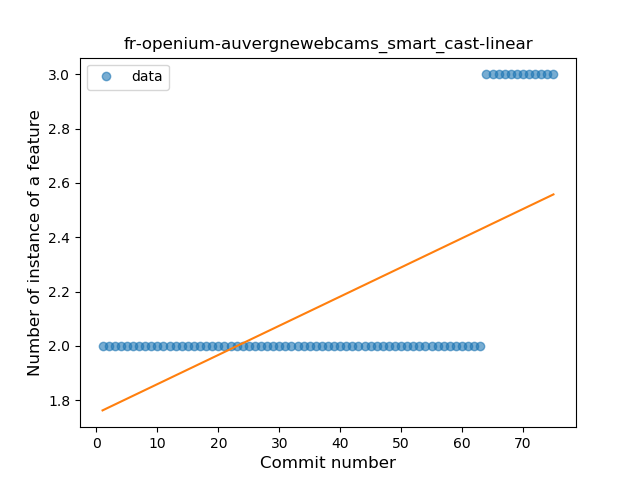 fr-openium-auvergnewebcams_smart_cast-linear
data
Number of instance of a feature
3.0
2.8
2.6
2.4
2.2
2.0
1.8
0 10 20 30 40 50 60 70
Commit number